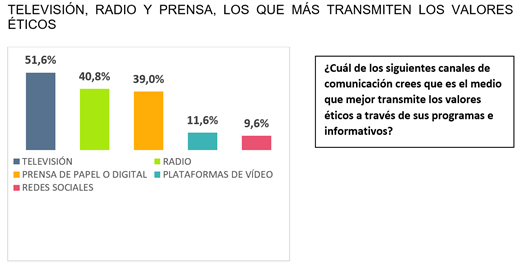 TELEVISIÓN, RADIO Y PRENSA, LOS QUE MÁS TRANSMITEN LOS VALORES
ÉTICOS
51,6%
40,8%
39,0%
11,6%
9,6%
TELEVISIÓN
RADIO
PRENSA DE PAPEL O DIGITAL
PLATAFORMAS DE VÍDEO
REDES SOCIALES
¿Cuál de los siguientes canales de
comunicación crees que es el medio
que mejor transmite los valores
éticos a través de sus programas e
informativos?